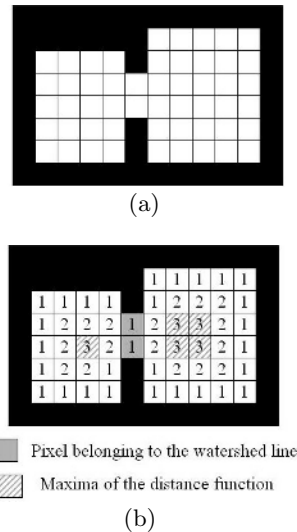 (a)
1 1 1 1 1
1 1 1 1 1 2 2 2 1
1 2 2 2 1 2 3 3 2 1
1 2 3 2 1 2 3 3 2 1
1 2 2 1 1 2 2 2 1
1 1 1 1 1 1 1 1 1
Pixel belonging to the watershed line
Maxima of the distance function
(b)